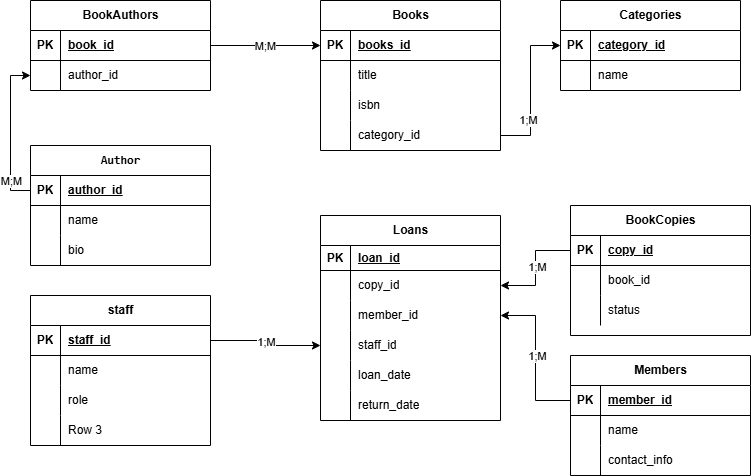 BookAuthors
PK book_id
author_id
M;M
Books
PK books_id
title
isbn
category_id
1;M
Categories
PK category_id
name
M;M
Author
PK author_id
name
bio
staff
PK staff_id
name
role
Row 3
1;M
Loans
PK loan_id
copy_id
member_id
staff_id
loan_date
return_date
1;M
1;M
BookCopies
PK copy_id
book_id
status
Members
PK member_id
name
contact_info